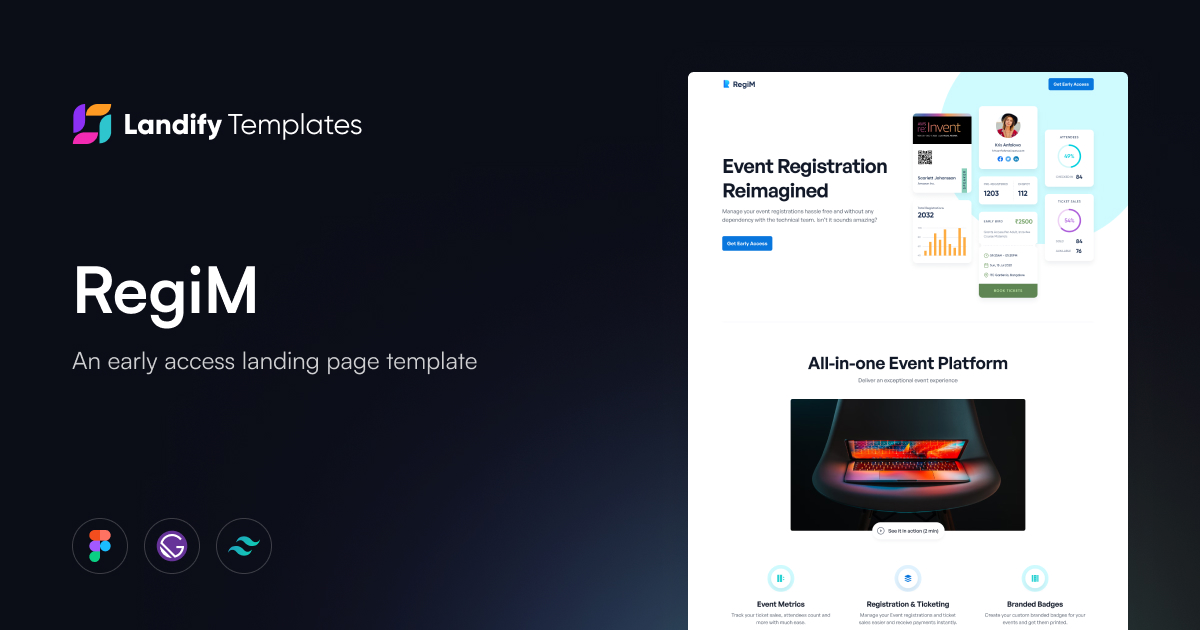 Landify Templates
RegiM
An early access landing page template
RegiM
Get Early Access
Event Registration
Reimagined
Manage your event registrations hassle free and without any
dependency with the technical team. Isn't it sounds amazing?
Get Early Access
re:Invent
Scarlett Johansson
Kris Anfalova
1203
112
EARLY BIRD
₹2500
BOOK TICKETS
Total Registrations
2032
ATTENDEES
49%
84
TICKET SALES
54%
84
76
All-in-one Event Platform
Deliver an exceptional event experience
See it in action (2 min)
Event Metrics
Track your ticket sales, attendees count and
more with much ease.
Registration & Ticketing
Manage your Event registrations and ticket
sales easier and receive payments instantly.
Branded Badges
Create your custom branded badges for your
events and get them printed.